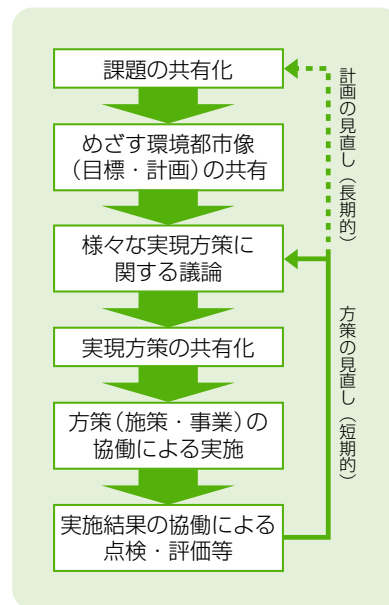 課題の共有化
めざす環境都市像
(目標・計画)の共有
様々な実現方策に
関する議論
実現方策の共有化
方策(施策・事業)の
協働による実施
実施結果の協働による
点検・評価等
計画の見直し(長期的)
方策の見直し(短期的)